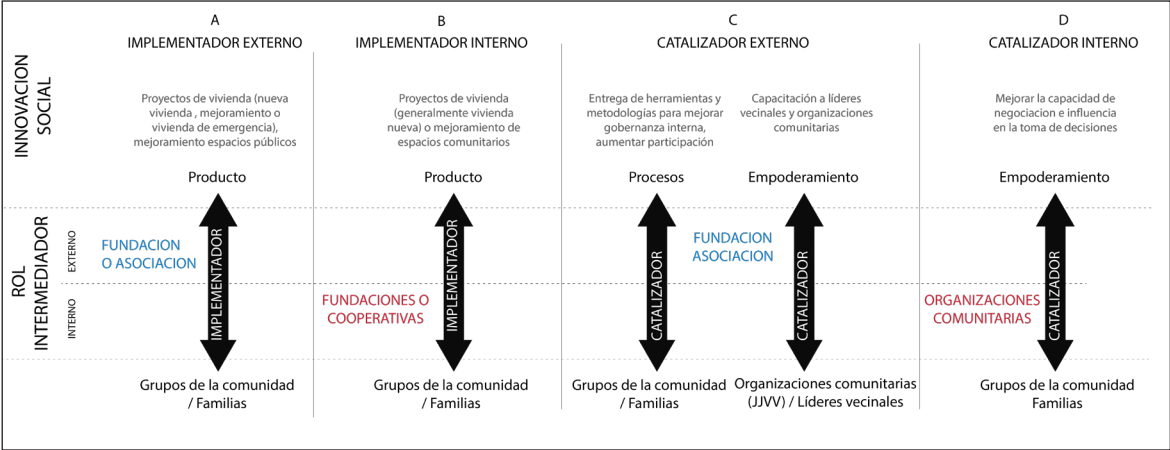 A
IMPLEMENTADOR EXTERNO
B
IMPLEMENTADOR INTERNO
C
CATALIZADOR EXTERNO
D
CATALIZADOR INTERNO
INNOVACION
SOCIAL
Proyectos de vivienda (nueva
vivienda , mejoramiento o
vivienda de emergencia),
mejoramiento espacios públicos
Proyectos de vivienda
(generalmente vivienda
nueva) o mejoramiento de
espacios comunitarios
Entrega de herramientas y
metodologías para mejorar
gobernanza interna,
aumentar participación
Capacitación a líderes
vecinales y organizaciones
comunitarias
Mejorar la capacidad de
negociacion e influencia
en la toma de decisiones
Producto
Producto
Procesos
Empoderamiento
Empoderamiento
ROL
INTERMEDIADOR
EXTERNO
INTERNO
FUNDACION
O ASOCIACION
IMPLEMENTADOR
FUNDACIONES O
COOPERATIVAS
IMPLEMENTADOR
CATALIZADOR
FUNDACION
ASOCIACION
CATALIZADOR
ORGANIZACIONES
COMUNITARIAS
CATALIZADOR
Grupos de la comunidad
/ Familias
Grupos de la comunidad
/ Familias
Grupos de la comunidad
/ Familias
Organizaciones comunitarias
(JJVV) / Líderes vecinales
Grupos de la comunidad
Familias